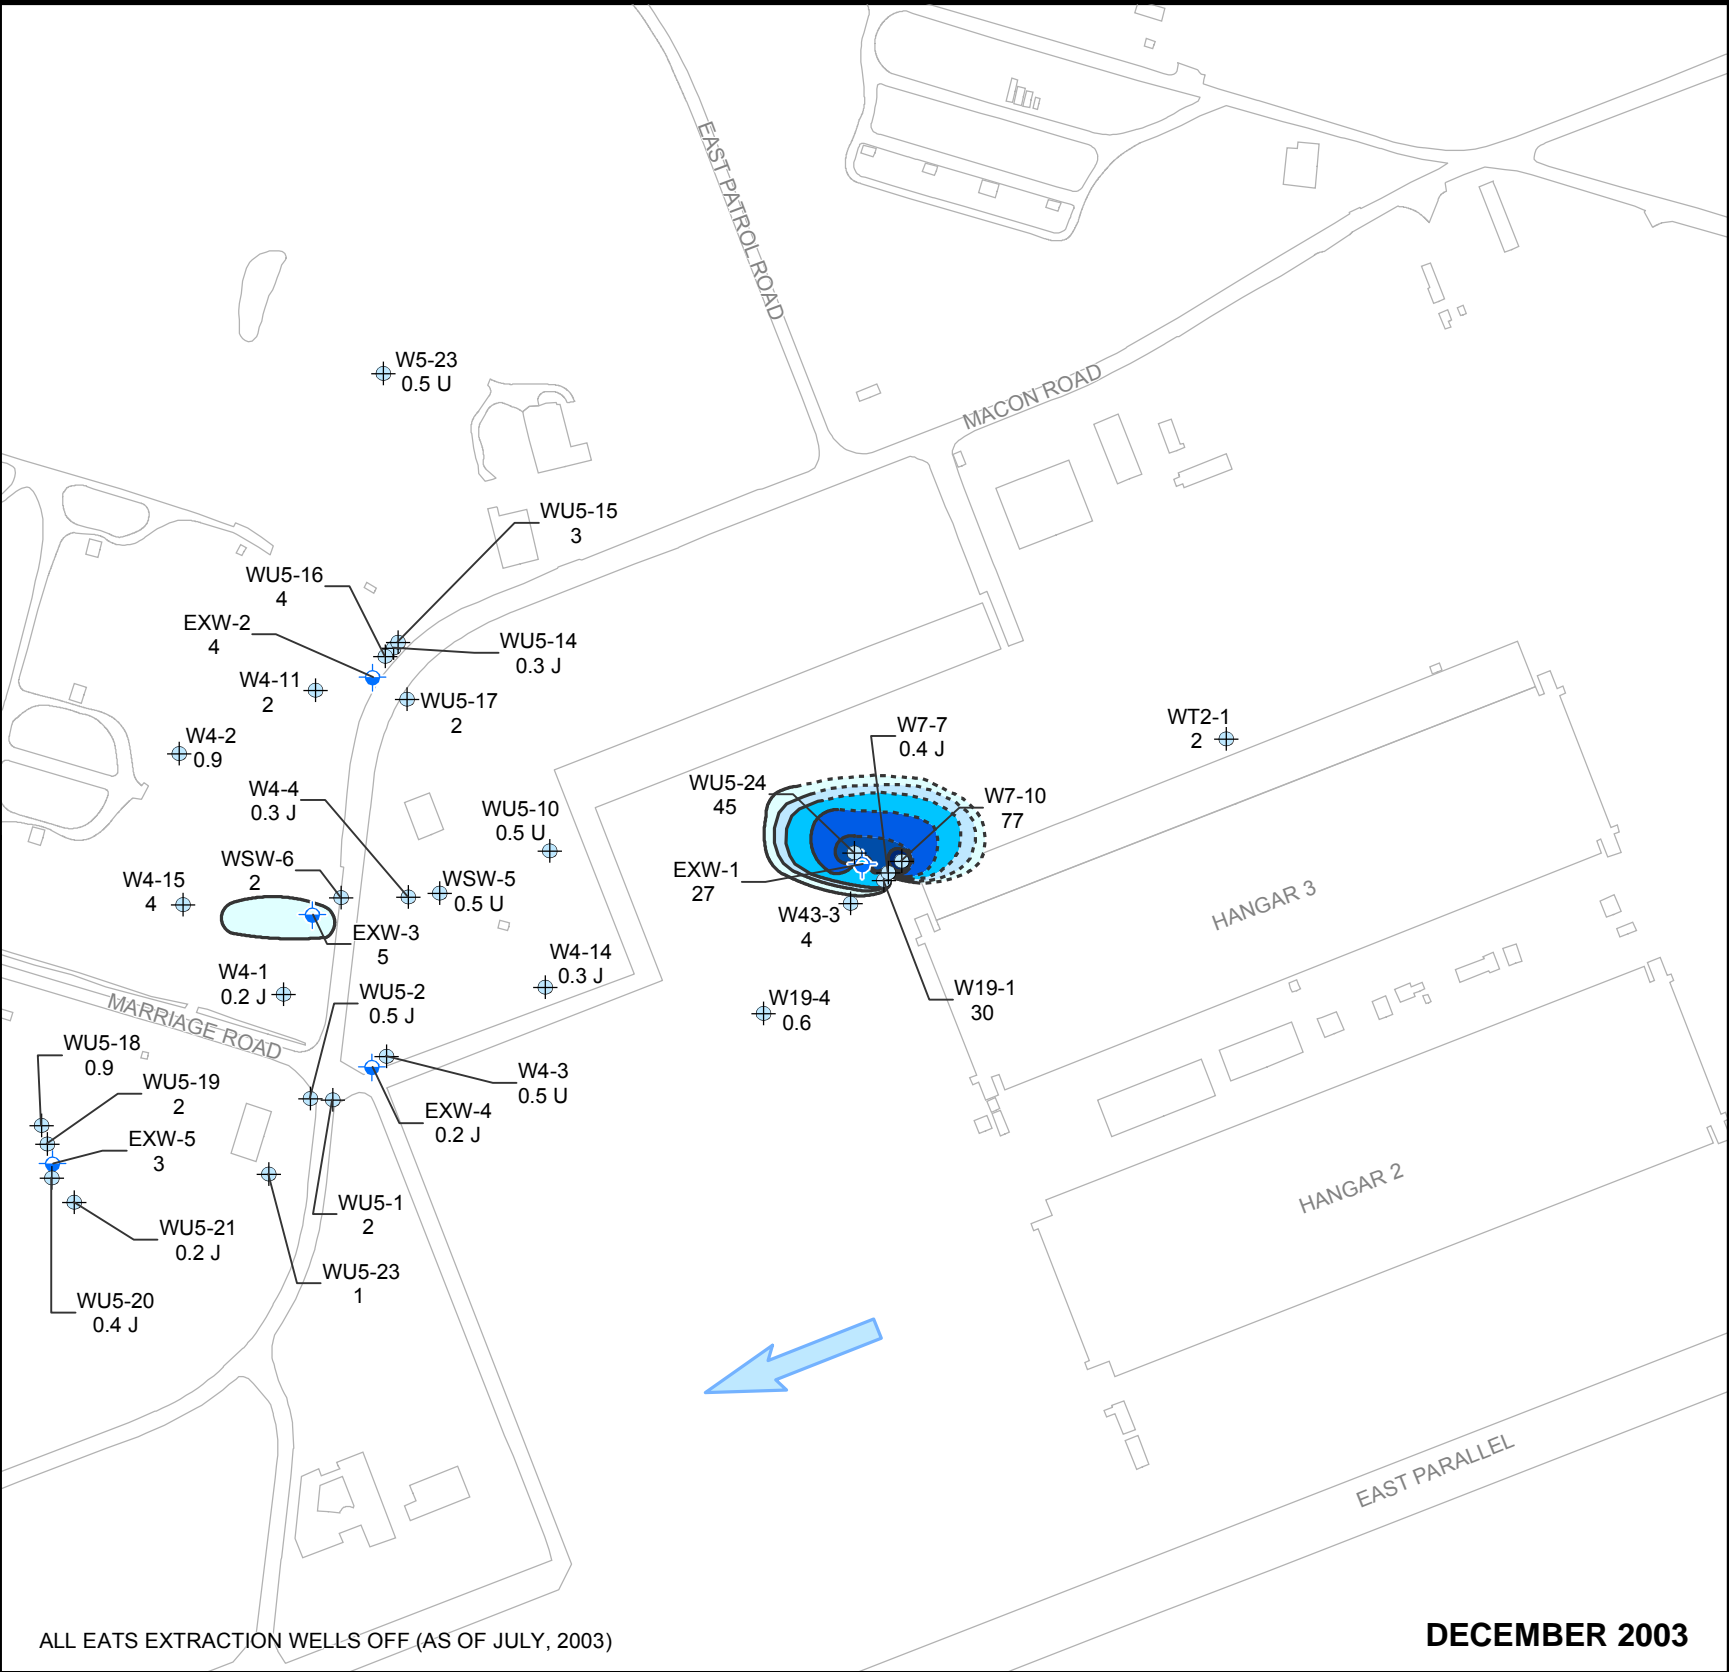 EAST PATROL ROAD
MACON ROAD
W5-23
0.5 U
WU5-15
3
WU5-16
4
EXW-2
4
WU5-14
0.3 J
W4-11
2
WU5-17
2
W4-2
0.9
W7-7
0.4 J
WT2-1
2
W4-4
0.3 J
WU5-10
0.5 U
WU5-24
45
W7-10
77
WSW-6
2
W4-15
4
WSW-5
0.5 U
EXW-1
27
W43-3
4
HANGAR 3
EXW-3
5
W4-14
0.3 J
W4-1
0.2 J
WU5-2
0.5 J
W19-4
0.6
W19-1
30
MARRIAGE ROAD
WU5-18
0.9
WU5-19
2
W4-3
0.5 U
EXW-4
0.2 J
EXW-5
3
WU5-1
2
HANGAR 2
WU5-21
0.2 J
WU5-23
1
WU5-20
0.4 J
EAST PARALLEL
ALL EATS EXTRACTION WELLS OFF (AS OF JULY, 2003)
DECEMBER 2003